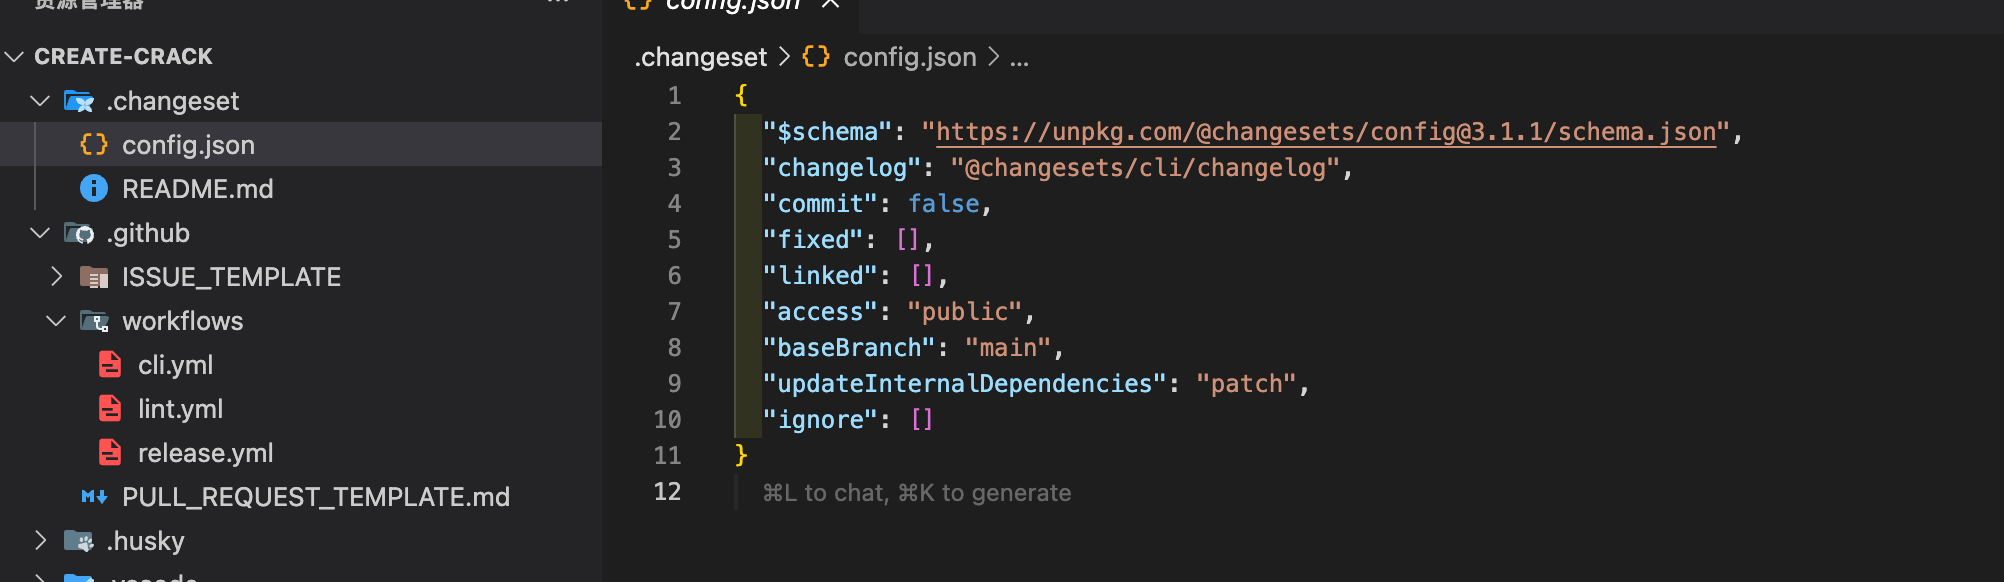 资源管理器
CREATE-CRACK
.changeset
config.json
README.md
.github
ISSUE_TEMPLATE
workflows
cli.yml
lint.yml
release.yml
PULL_REQUEST_TEMPLATE.md
.husky
.vscode
config.json
.changeset > {} config.json > ...
1 {
2 "$schema": "https://unpkg.com/@changesets/config@3.1.1/schema.json",
3 "changelog": "@changesets/cli/changelog",
4 "commit": false,
5 "fixed": [],
6 "linked": [],
7 "access": "public",
8 "baseBranch": "main",
9 "updateInternalDependencies": "patch",
10 "ignore": []
11 }
12 ⌘L to chat, ⌘K to generate